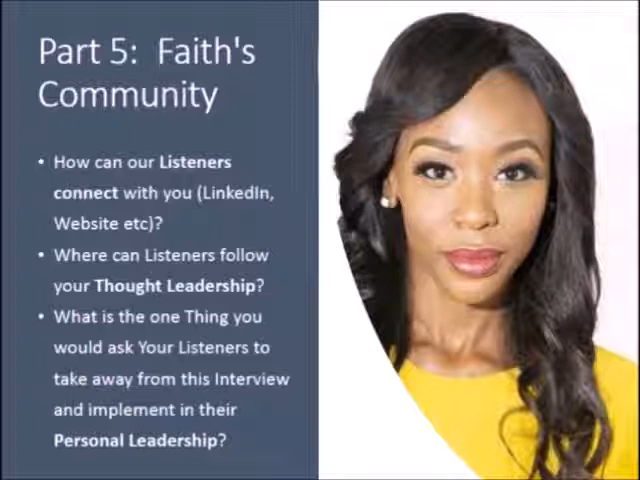 Part 5:  Faith's
Community
• How can our Listeners
connect with you (LinkedIn,
Website etc)?
• Where can Listeners follow
your Thought Leadership?
• What is the one Thing you
would ask Your Listeners to
take away from this Interview
and implement in their
Personal Leadership?